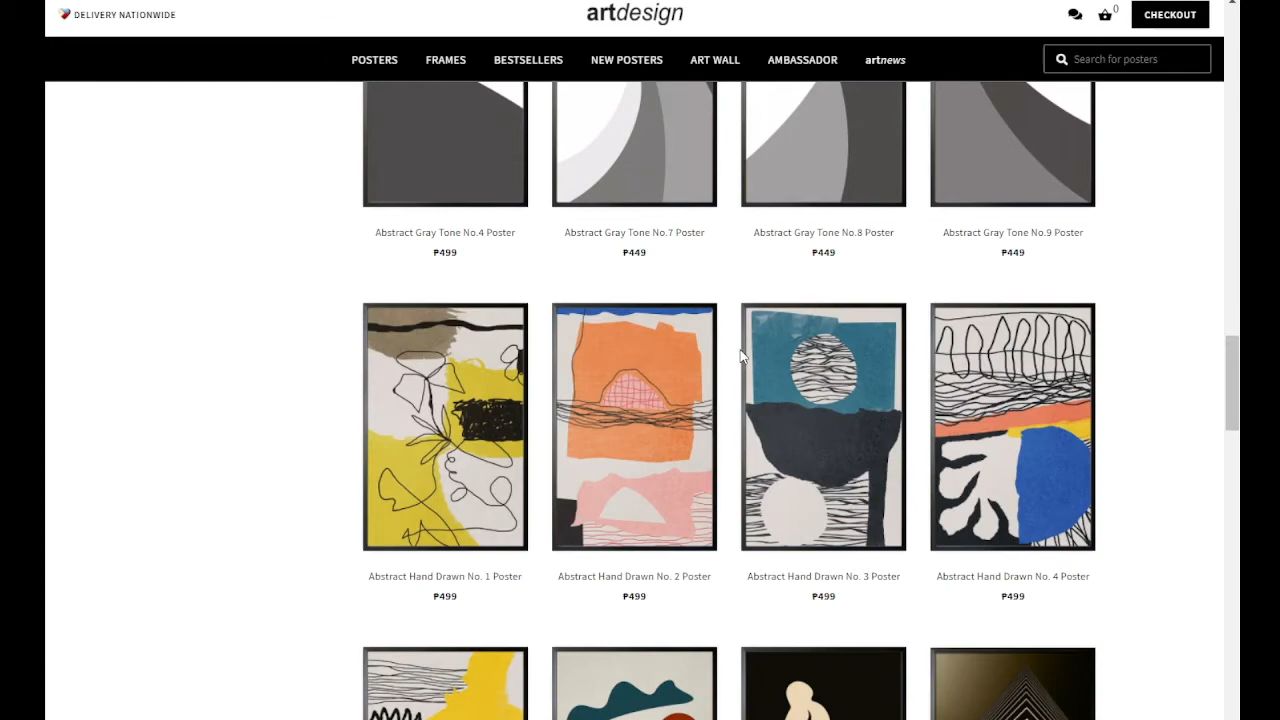 DELIVERY NATIONWIDE
artdesign
0
CHECKOUT
POSTERS
FRAMES
BESTSELLERS
NEW POSTERS
ART WALL
AMBASSADOR
artnews
Search for posters
Abstract Gray Tone No.4 Poster
₱499
Abstract Gray Tone No.7 Poster
₱449
Abstract Gray Tone No.8 Poster
₱449
Abstract Gray Tone No.9 Poster
₱449
Abstract Hand Drawn No. 1 Poster
₱499
Abstract Hand Drawn No. 2 Poster
₱499
Abstract Hand Drawn No. 3 Poster
₱499
Abstract Hand Drawn No. 4 Poster
₱499